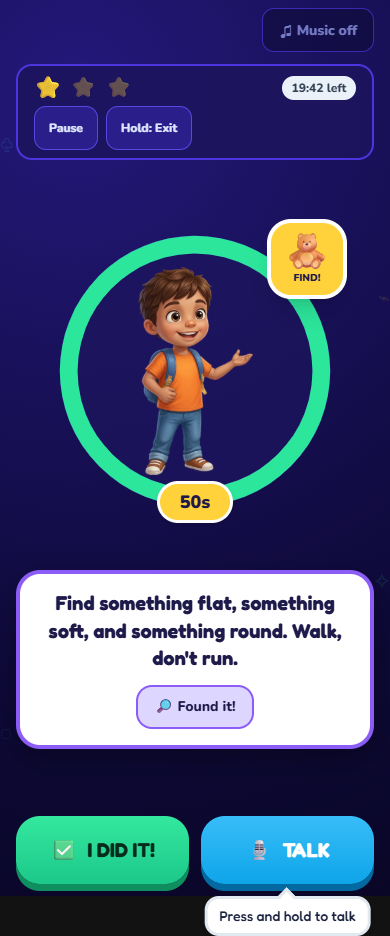 Music off
19:42 left
Pause
Hold: Exit
FIND!
50s
Find something flat, something
soft, and something round. Walk,
don't run.
Found it!
I DID IT!
TALK
Press and hold to talk